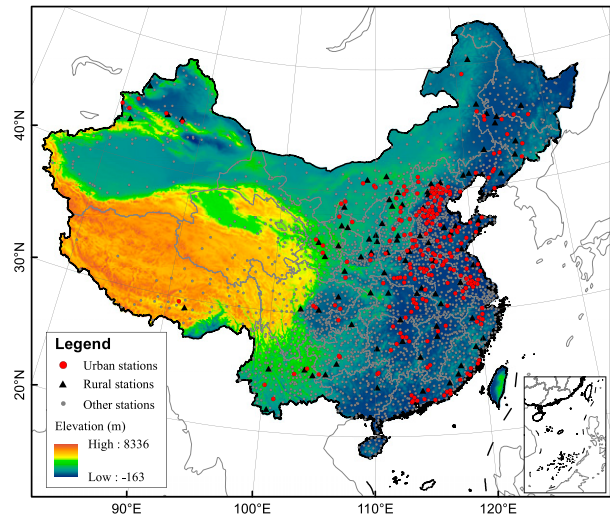 40°N
30°N
20°N
Legend
Urban stations
Rural stations
Other stations
Elevation (m)
High : 8336
Low : -163
90°E
100°E
110°E
120°E